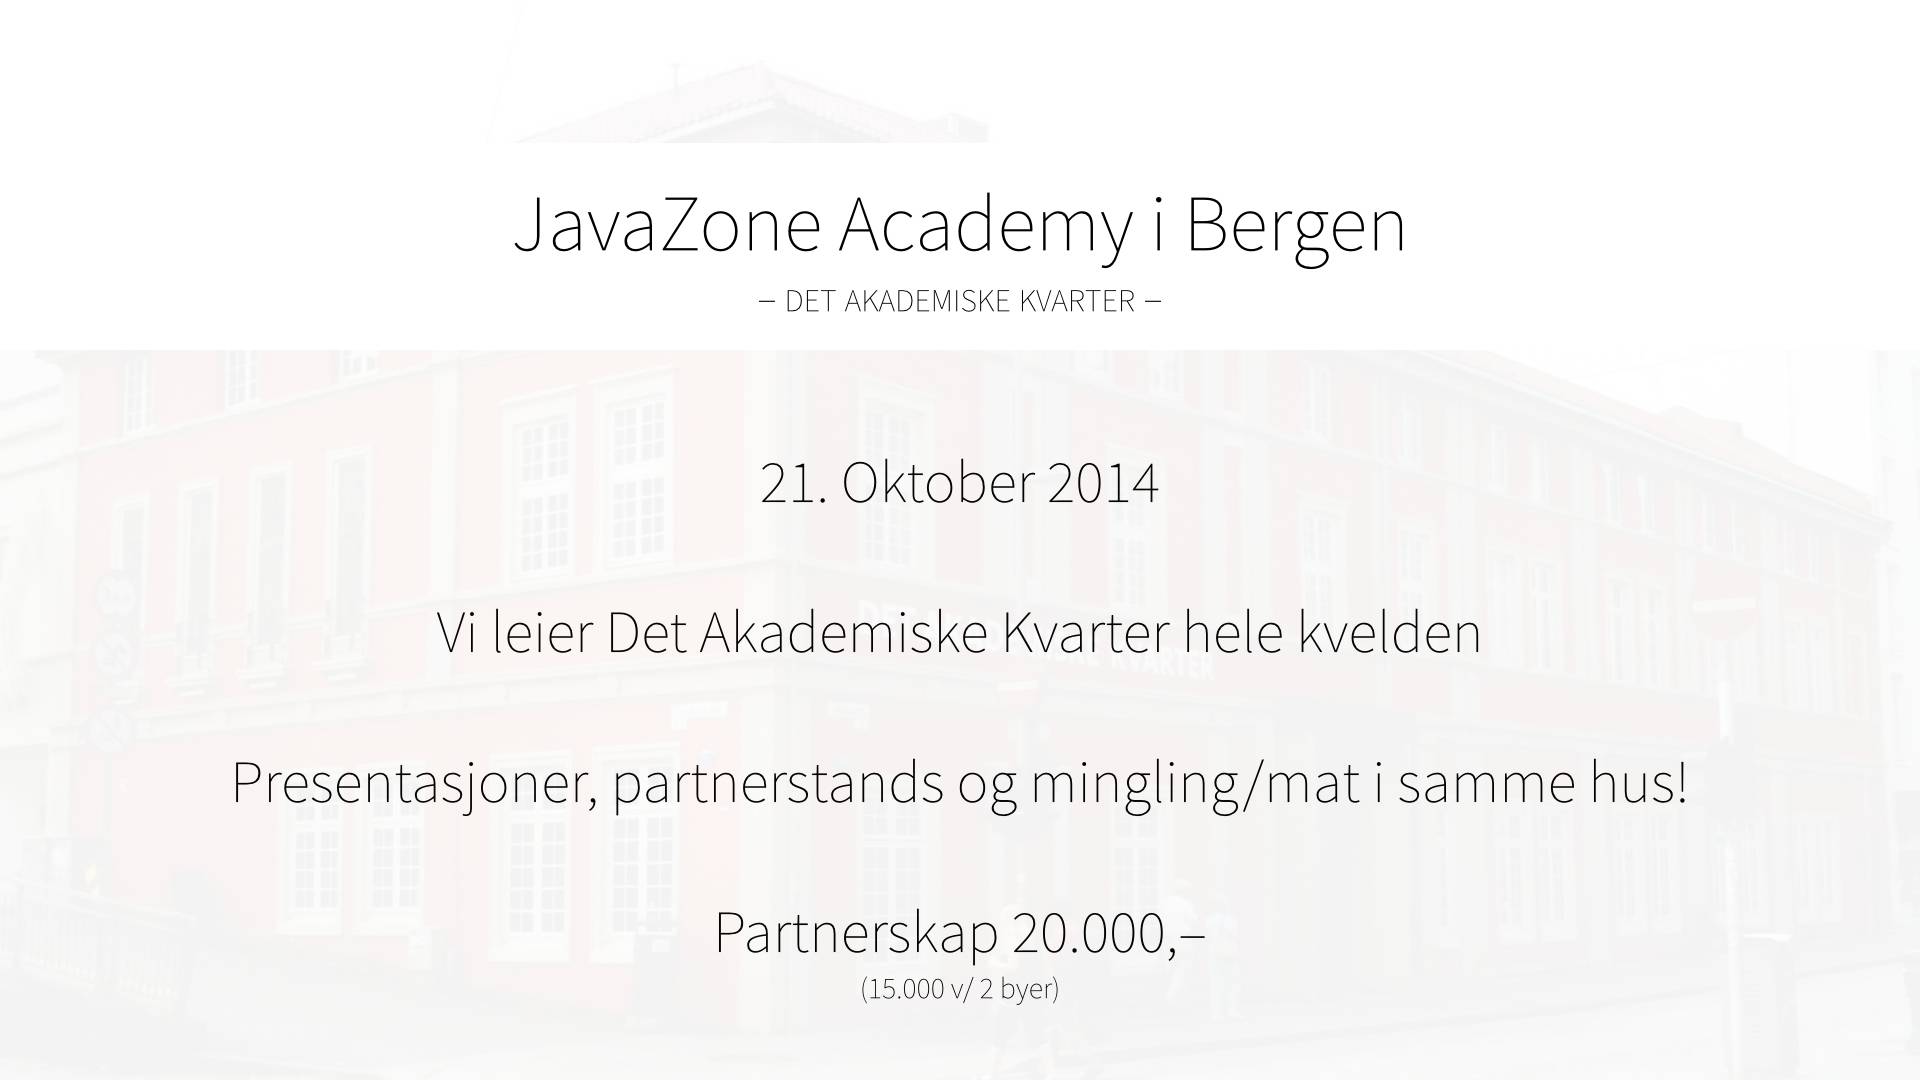 JavaZone Academy i Bergen
– DET AKADEMISKE KVARTER –
21. Oktober 2014
Vi leier Det Akademiske Kvarter hele kvelden
Presentasjoner, partnerstands og mingling/mat i samme hus!
Partnerskap 20.000,–
(15.000 v/ 2 byer)